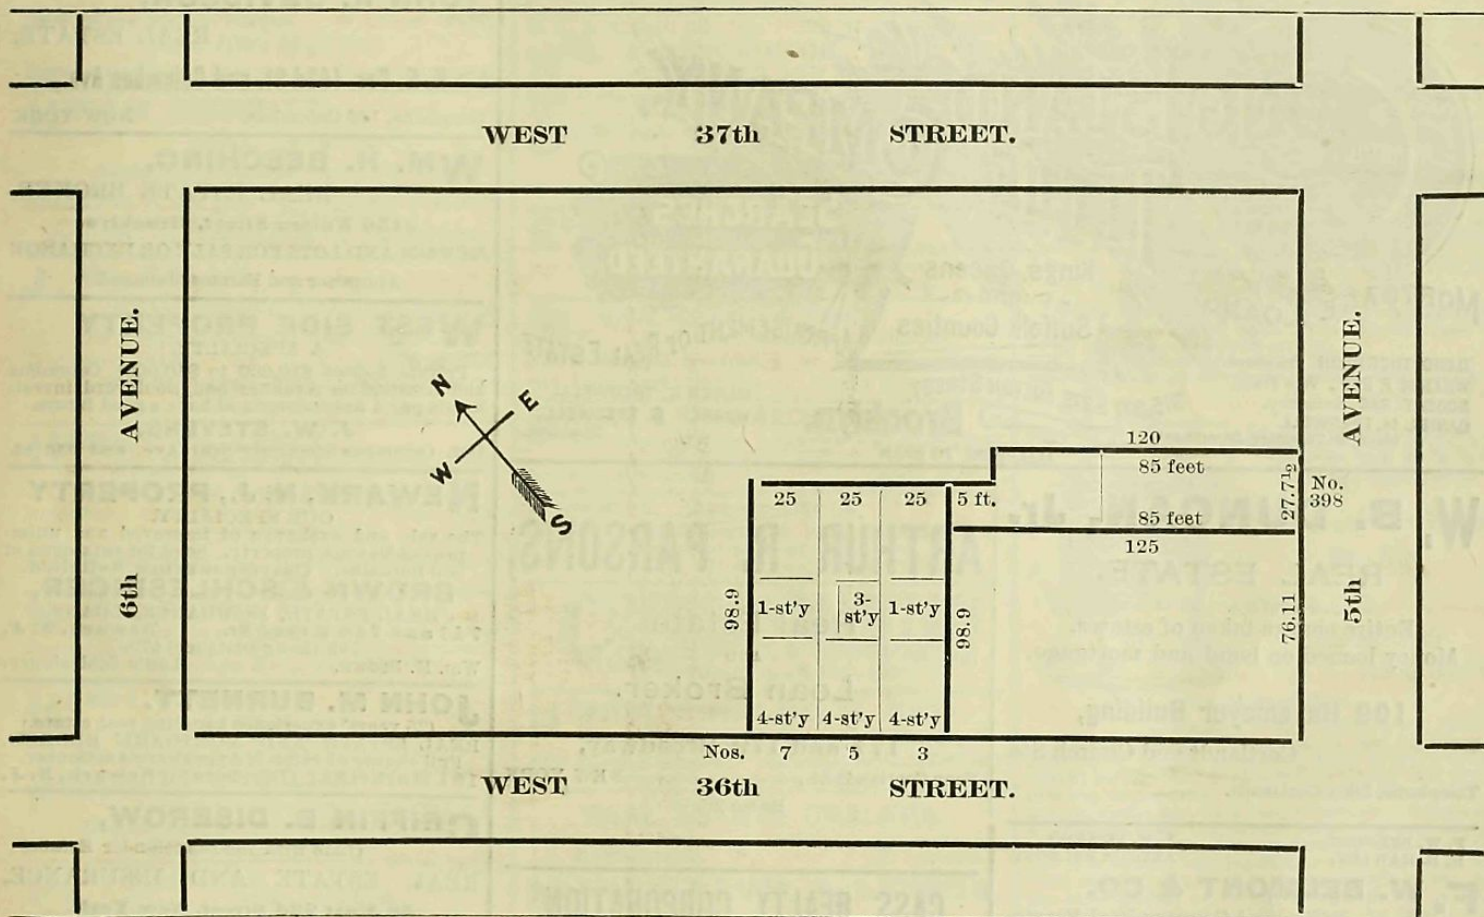 WEST 37th STREET.
6th AVENUE.
5th AVENUE.
N
E
W
S
120
85 feet
27.7½
No.
398
25 25 25 5 ft.
85 feet
125
98.9
98.9
76.11
1-st'y
3-
st'y
1-st'y
4-st'y 4-st'y 4-st'y
Nos. 7 5 3
WEST 36th STREET.